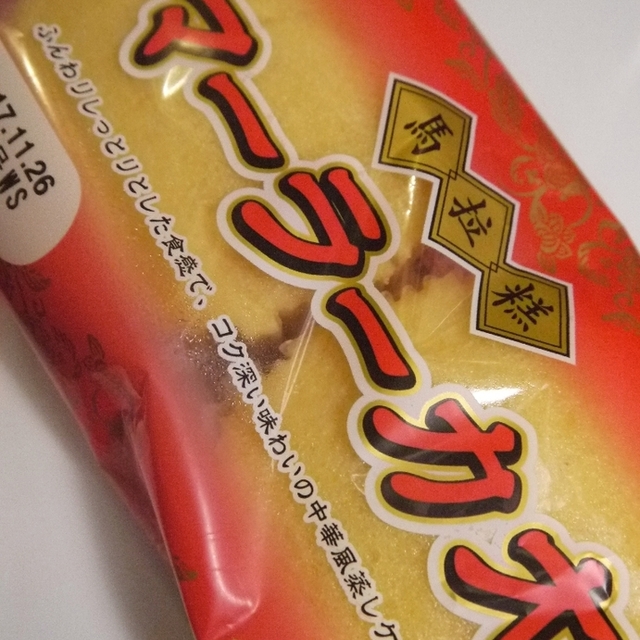 マーラーカオ
馬拉糕
ふんわりしっとりとした食感で、コク深い味わいの中華風蒸しケ
17.11.26
WS